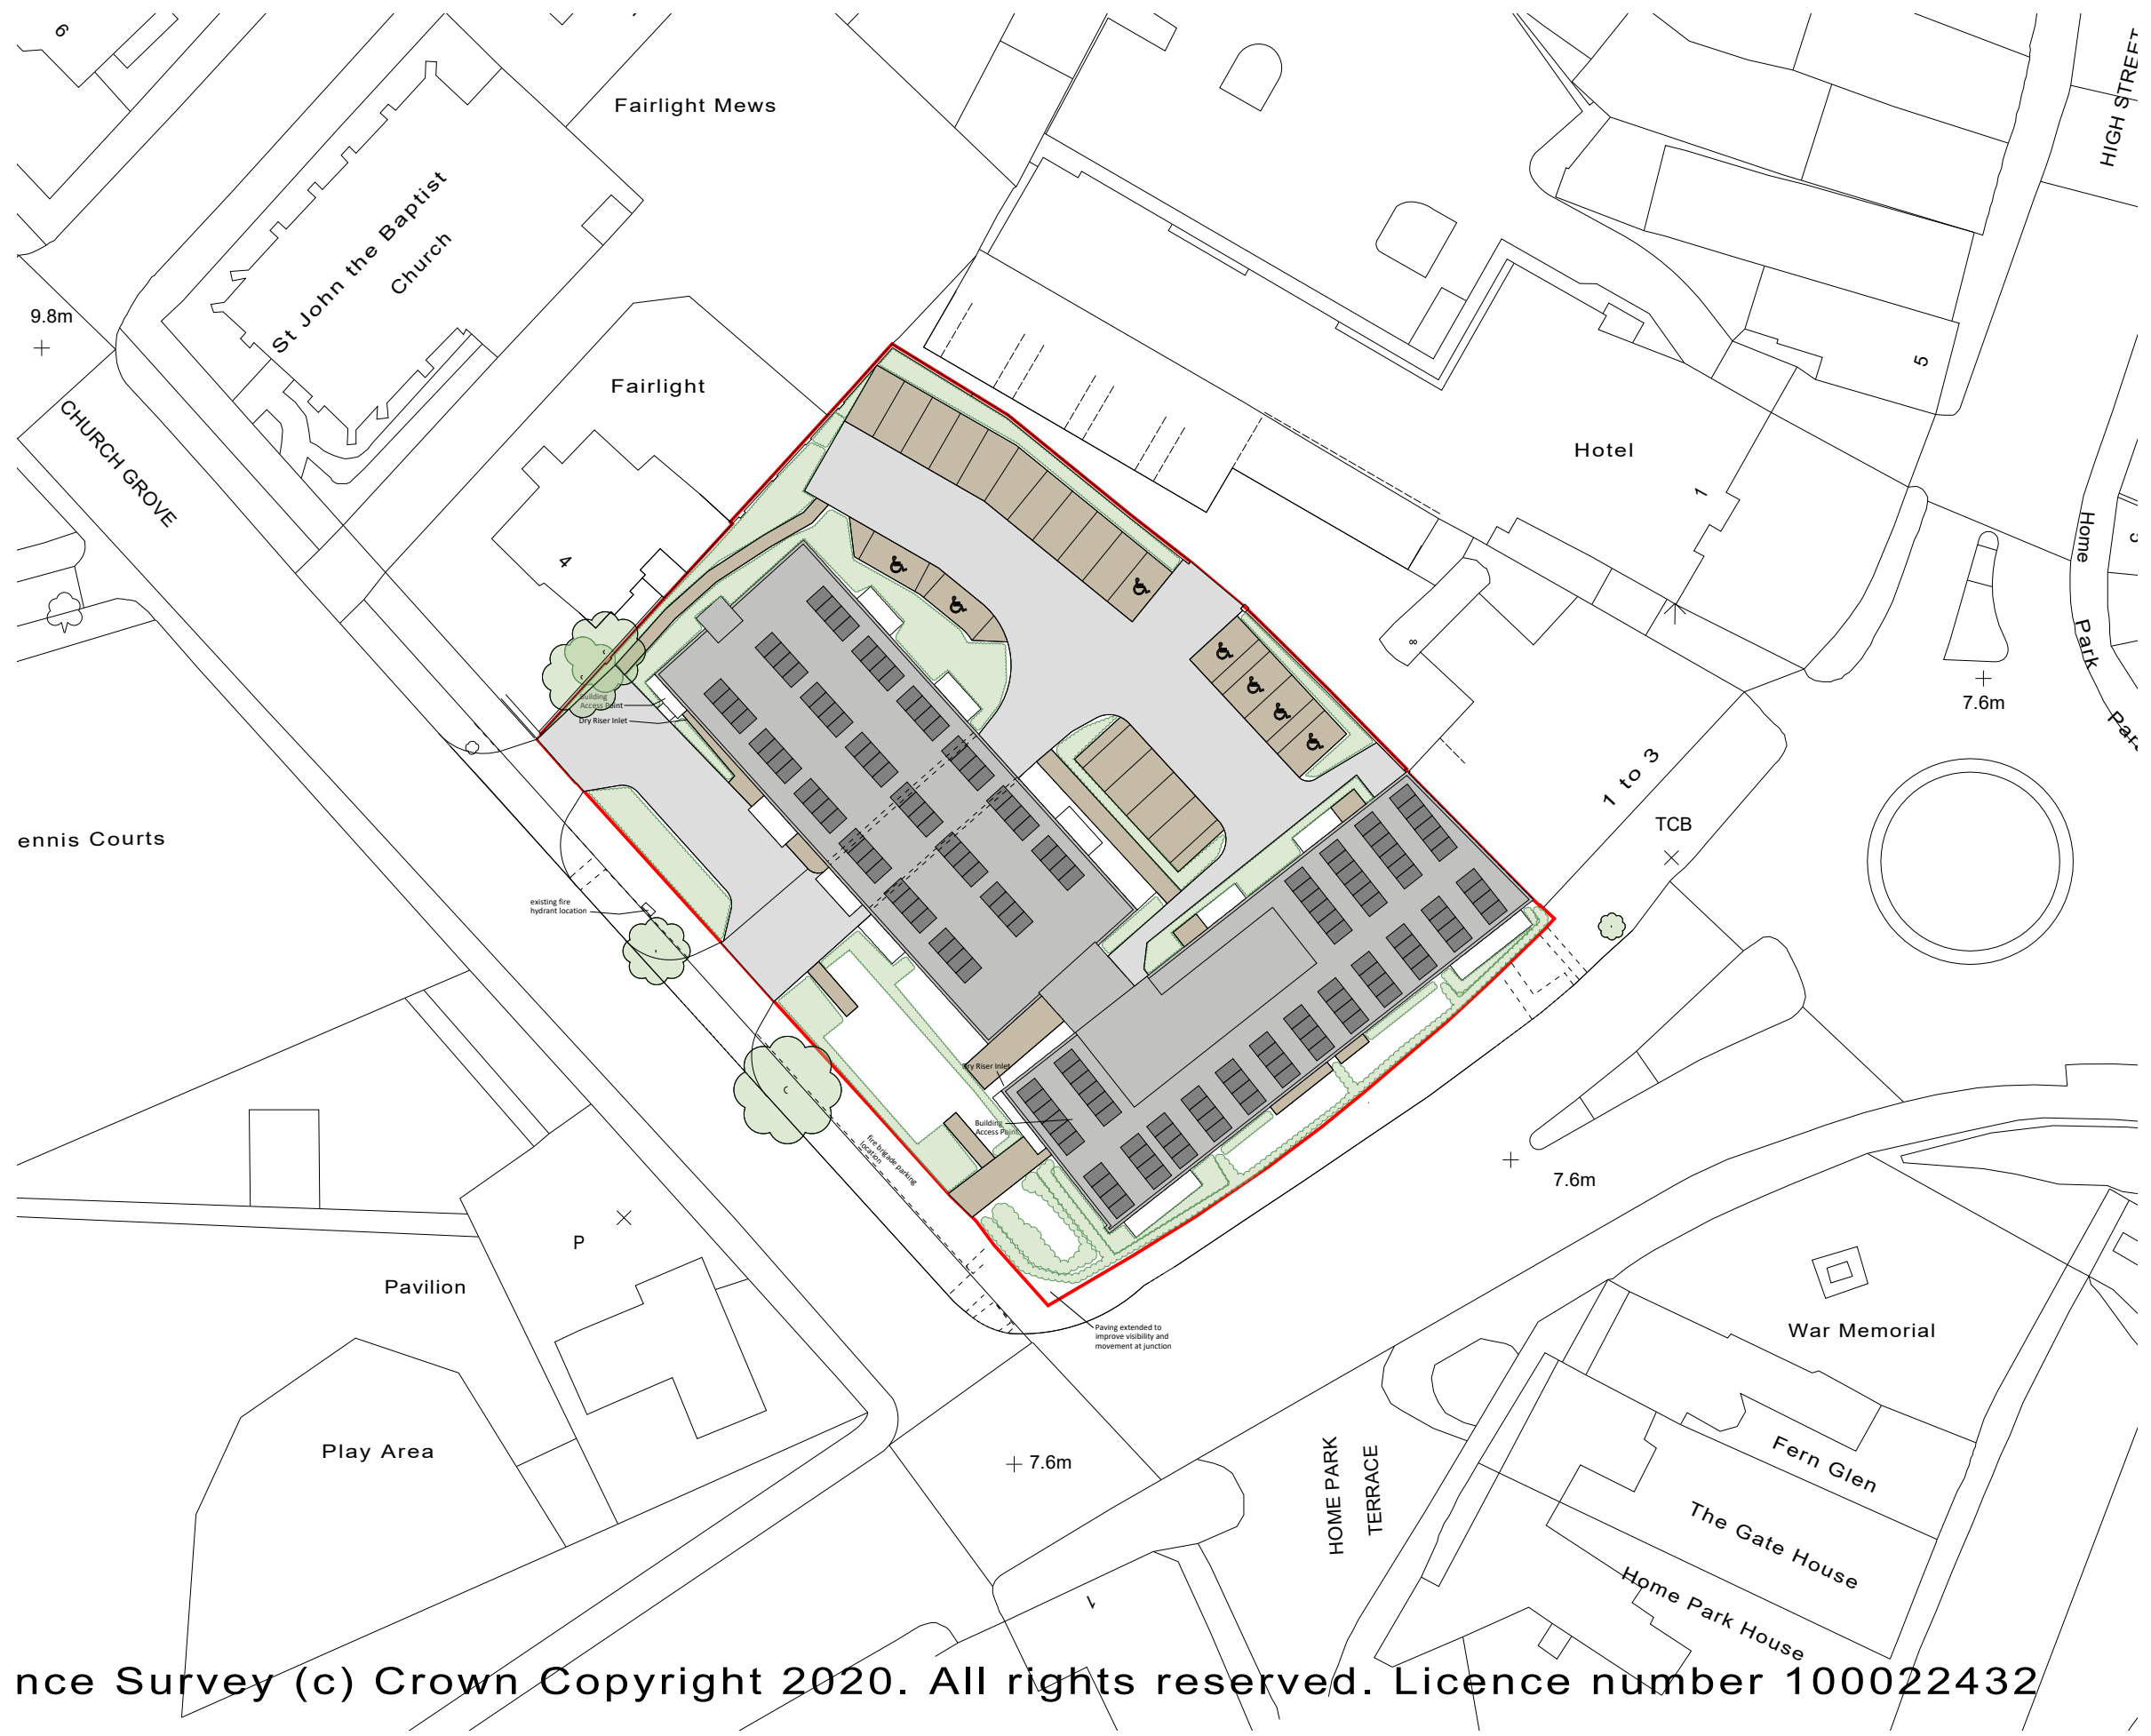 6
Fairlight Mews
HIGH STREET
St John the Baptist
Church
9.8m
Fairlight
CHURCH GROVE
Hotel
5
1
4
Home
Park
8
7.6m
Building
Access Point
Dry Riser Inlet
1 to 3
TCB
ennis Courts
existing fire
hydrant location
Dry Riser Inlet
Building
Access Point
fire brigade parking
location
7.6m
P
Pavilion
Paving extended to
improve visibility and
movement at junction
War Memorial
Play Area
7.6m
HOME PARK
TERRACE
Fern Glen
The Gate House
Home Park House
1
nce Survey (c) Crown Copyright 2020. All rights reserved. Licence number 100022432